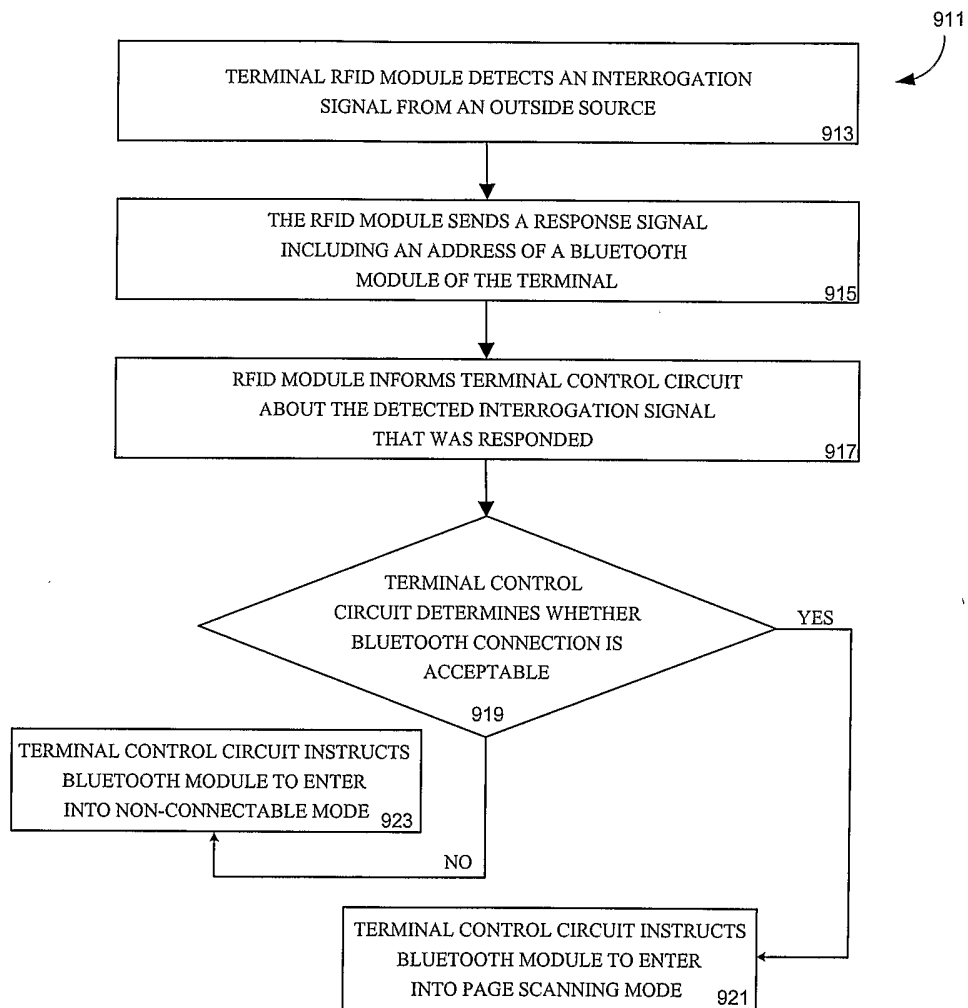 911
TERMINAL RFID MODULE DETECTS AN INTERROGATION
SIGNAL FROM AN OUTSIDE SOURCE
913
THE RFID MODULE SENDS A RESPONSE SIGNAL
INCLUDING AN ADDRESS OF A BLUETOOTH
MODULE OF THE TERMINAL
915
RFID MODULE INFORMS TERMINAL CONTROL CIRCUIT
ABOUT THE DETECTED INTERROGATION SIGNAL
THAT WAS RESPONDED
917
TERMINAL CONTROL
CIRCUIT DETERMINES WHETHER
BLUETOOTH CONNECTION IS
ACCEPTABLE
919
YES
TERMINAL CONTROL CIRCUIT INSTRUCTS
BLUETOOTH MODULE TO ENTER
INTO NON-CONNECTABLE MODE
923
NO
TERMINAL CONTROL CIRCUIT INSTRUCTS
BLUETOOTH MODULE TO ENTER
INTO PAGE SCANNING MODE
921